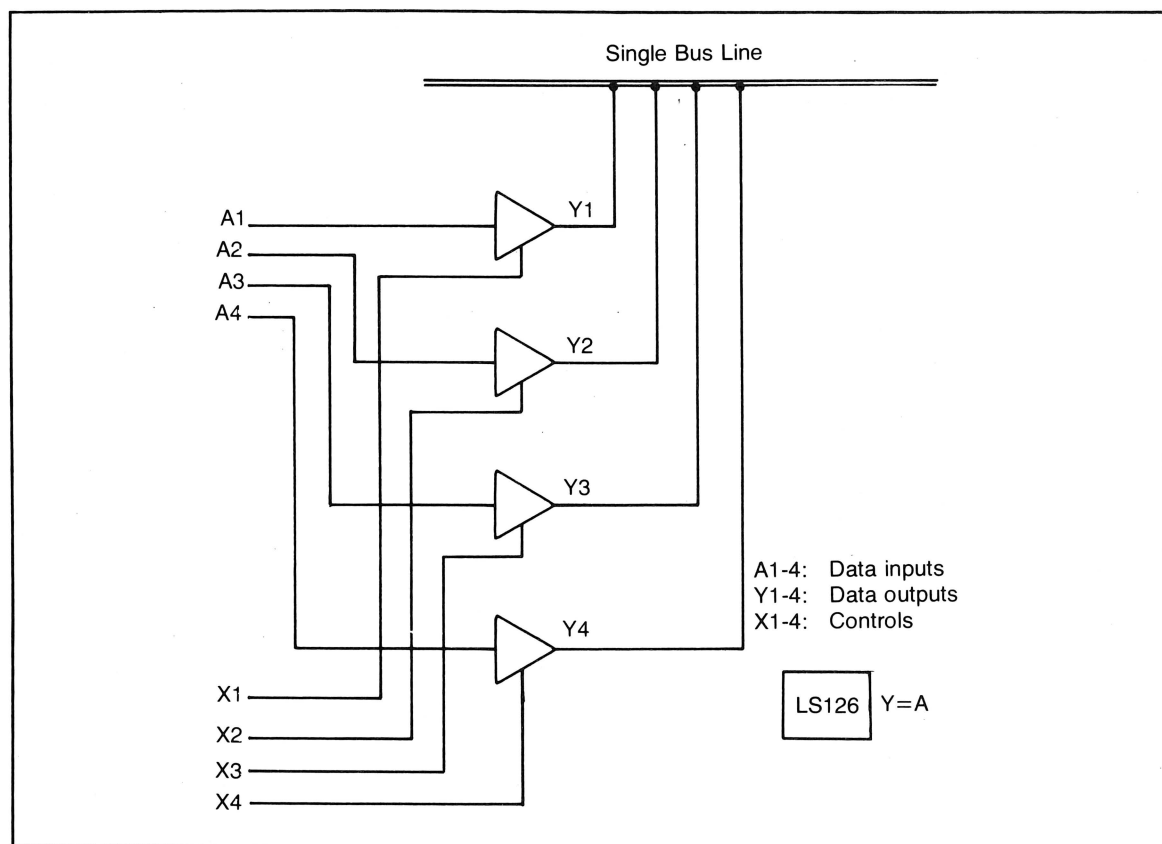 Single Bus Line
A1
Y1
A2
A3
A4
Y2
Y3
A1-4: Data inputs
Y1-4: Data outputs
X1-4: Controls
Y4
X1
LS126 Y=A
X2
X3
X4